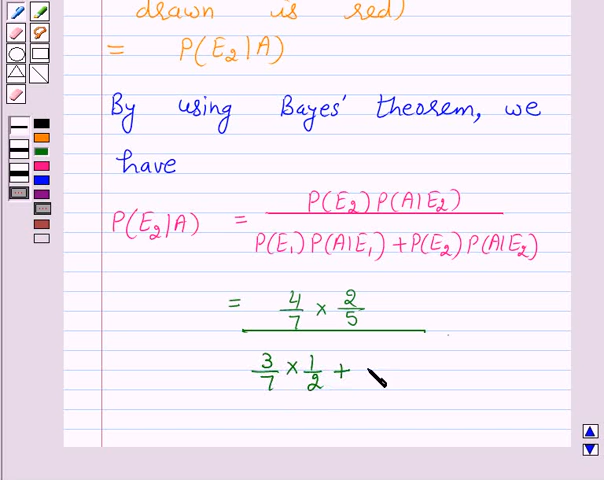 drawn is red)
= P(E₂|A)
By using Bayes' theorem, we
have
P(E₂|A) = P(E₂)P(A|E₂) / P(E₁)P(A|E₁)+P(E₂)P(A|E₂)
= 4/7 × 2/5 / 3/7 × 1/2 +